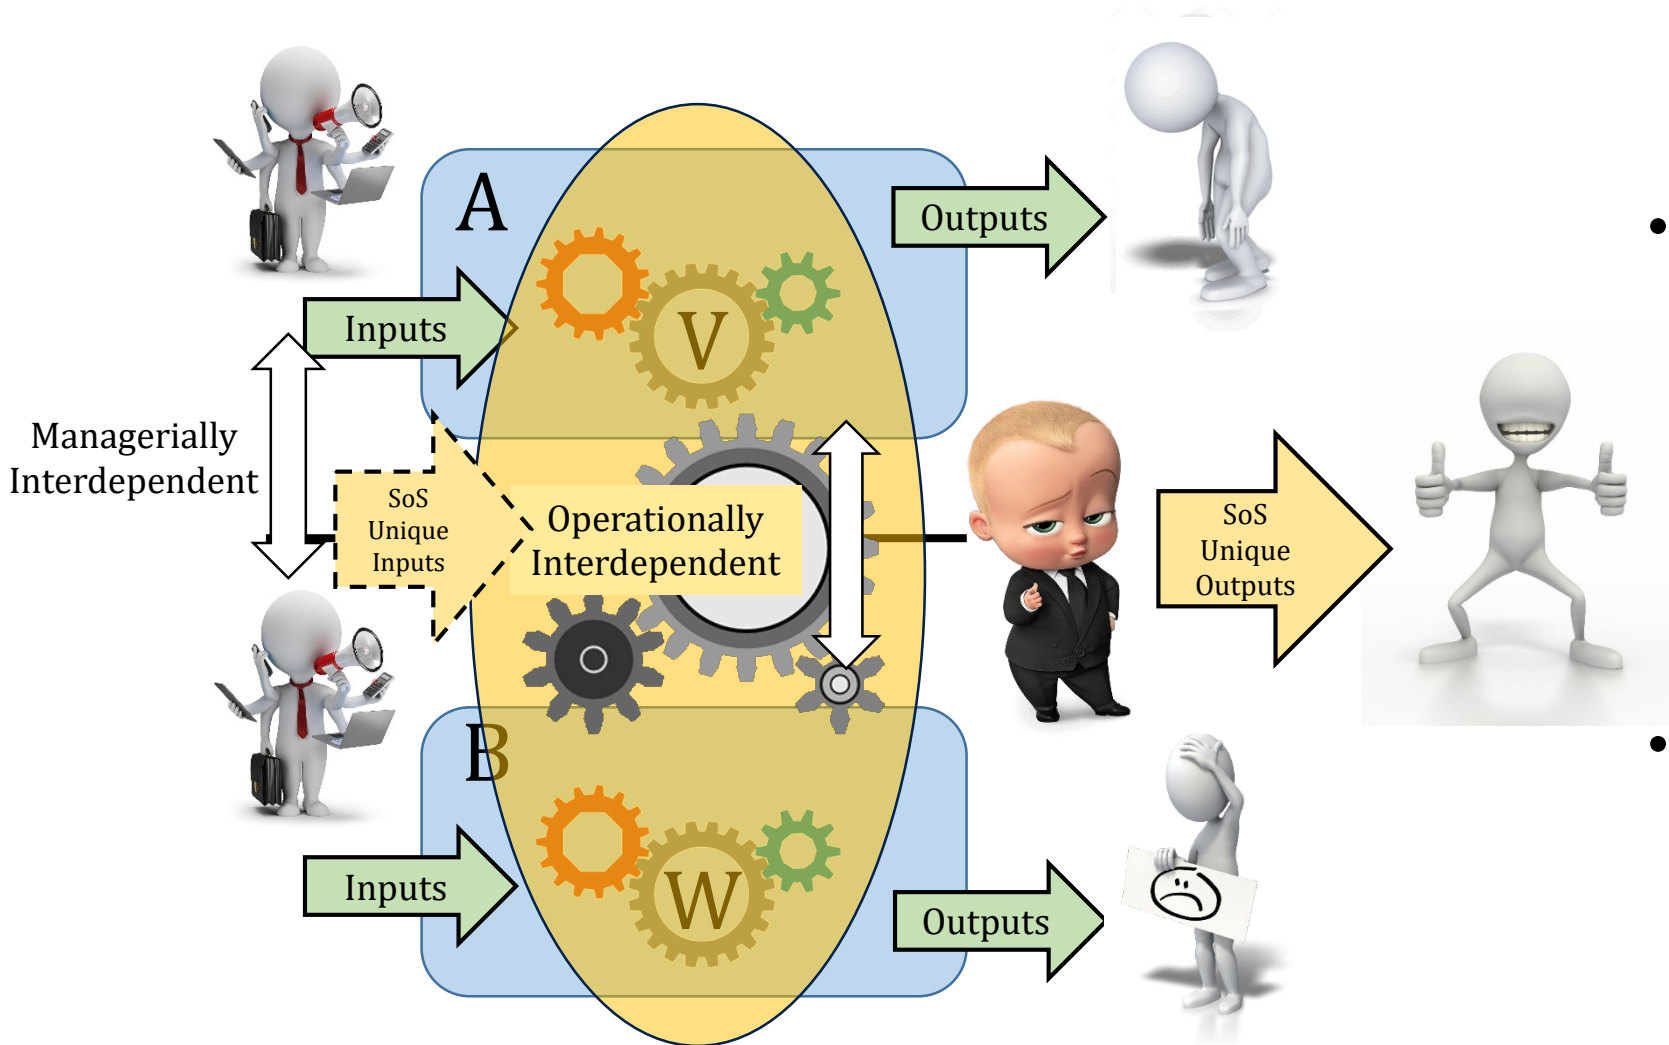 A
Inputs
V
Outputs
Managerially
Interdependent
SoS
Unique
Inputs
Operationally
Interdependent
SoS
Unique
Outputs
B
Inputs
W
Outputs